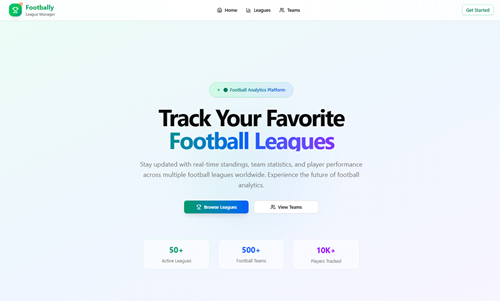 Footbally
League Manager
Home
Leagues
Teams
Get Started
Football Analytics Platform
Track Your Favorite
Football Leagues
Stay updated with real-time standings, team statistics, and player performance
across multiple football leagues worldwide. Experience the future of football
analytics.
Browse Leagues
View Teams
50+
Active Leagues
500+
Football Teams
10K+
Players Tracked